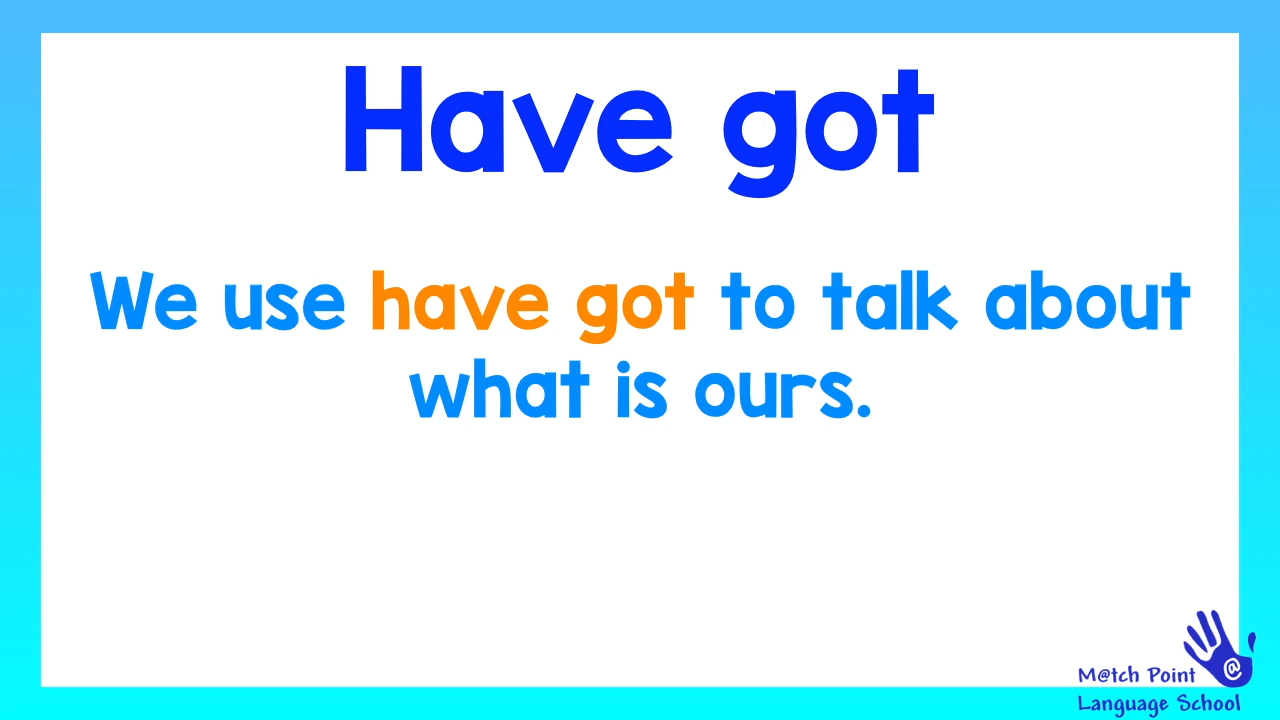 Have got
We use have got to talk about
what is ours.
M@tch Point
@
Language School